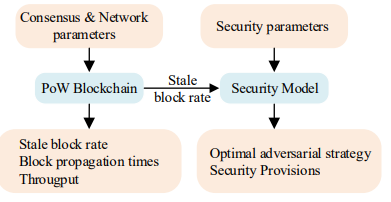 Consensus & Network
parameters
Security parameters
PoW Blockchain
Stale
block rate
Security Model
Stale block rate
Block propagation times
Througput
Optimal adversarial strategy
Security Provisions